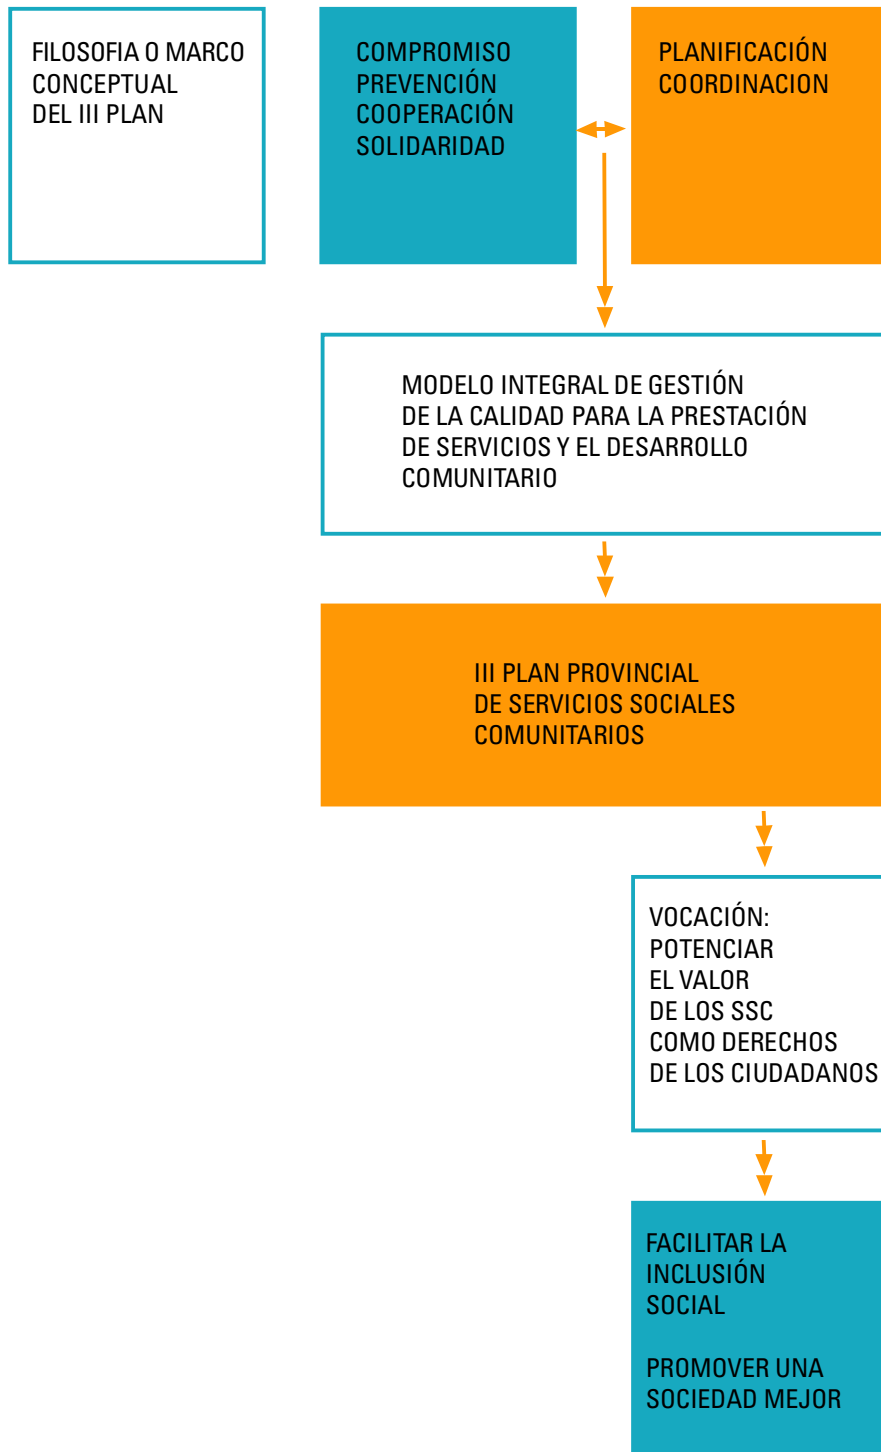 FILOSOFIA O MARCO
CONCEPTUAL
DEL III PLAN
COMPROMISO
PREVENCIÓN
COOPERACIÓN
SOLIDARIDAD
PLANIFICACIÓN
COORDINACION
MODELO INTEGRAL DE GESTIÓN
DE LA CALIDAD PARA LA PRESTACIÓN
DE SERVICIOS Y EL DESARROLLO
COMUNITARIO
III PLAN PROVINCIAL
DE SERVICIOS SOCIALES
COMUNITARIOS
VOCACIÓN:
POTENCIAR
EL VALOR
DE LOS SSC
COMO DERECHOS
DE LOS CIUDADANOS
FACILITAR LA
INCLUSIÓN
SOCIAL
PROMOVER UNA
SOCIEDAD MEJOR